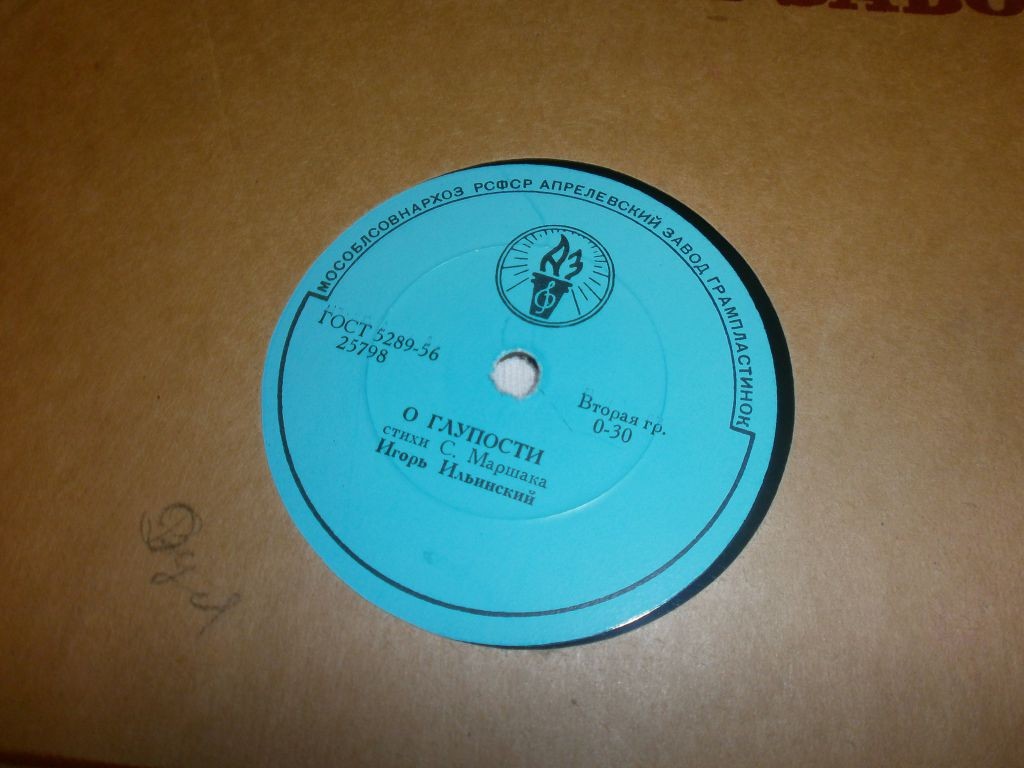 МОСОБЛСОВНАРХОЗ РСФСР АПРЕЛЕВСКИЙ ЗАВОД ГРАМПЛАСТИНОК
АЗ
ГОСТ 5289-56
25798
Вторая гр.
0-30
О ГЛУПОСТИ
стихи С. Маршака
Игорь Ильинский